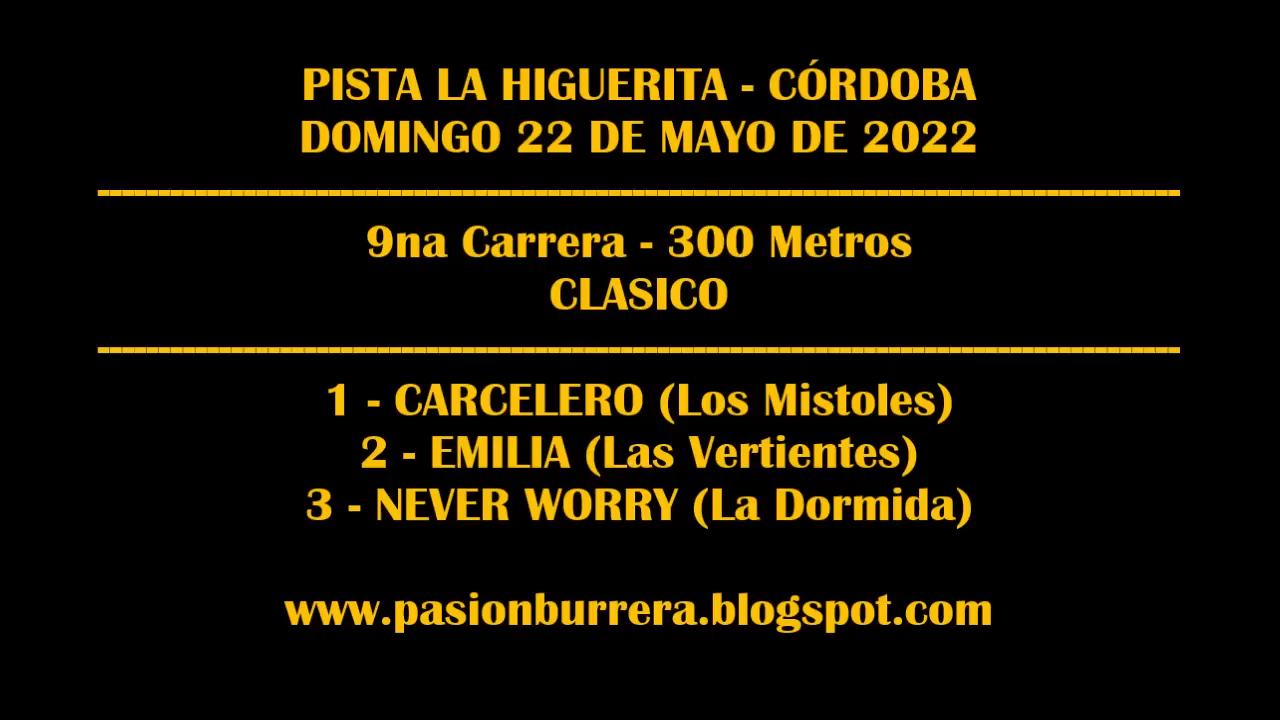 PISTA LA HIGUERITA - CÓRDOBA
DOMINGO 22 DE MAYO DE 2022
9na Carrera - 300 Metros
CLASICO
1 - CARCELERO (Los Mistoles)
2 - EMILIA (Las Vertientes)
3 - NEVER WORRY (La Dormida)
www.pasionburrera.blogspot.com